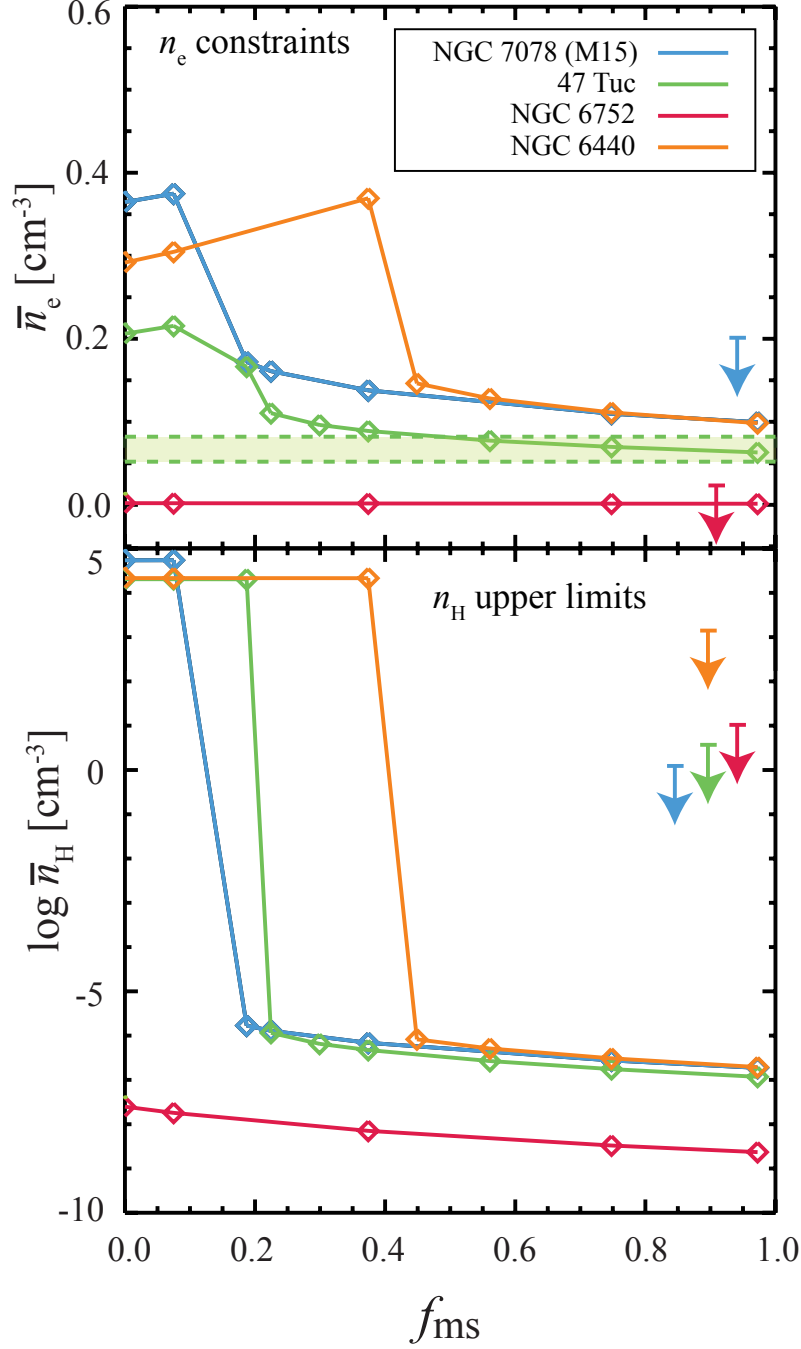 0.6
n_e constraints
NGC 7078 (M15)
47 Tuc
NGC 6752
NGC 6440
0.4
n̅_e [cm⁻³]
0.2
0.0
5
n_H upper limits
0
log n̅_H [cm⁻³]
-5
-10
0.0 0.2 0.4 0.6 0.8 1.0
f_ms